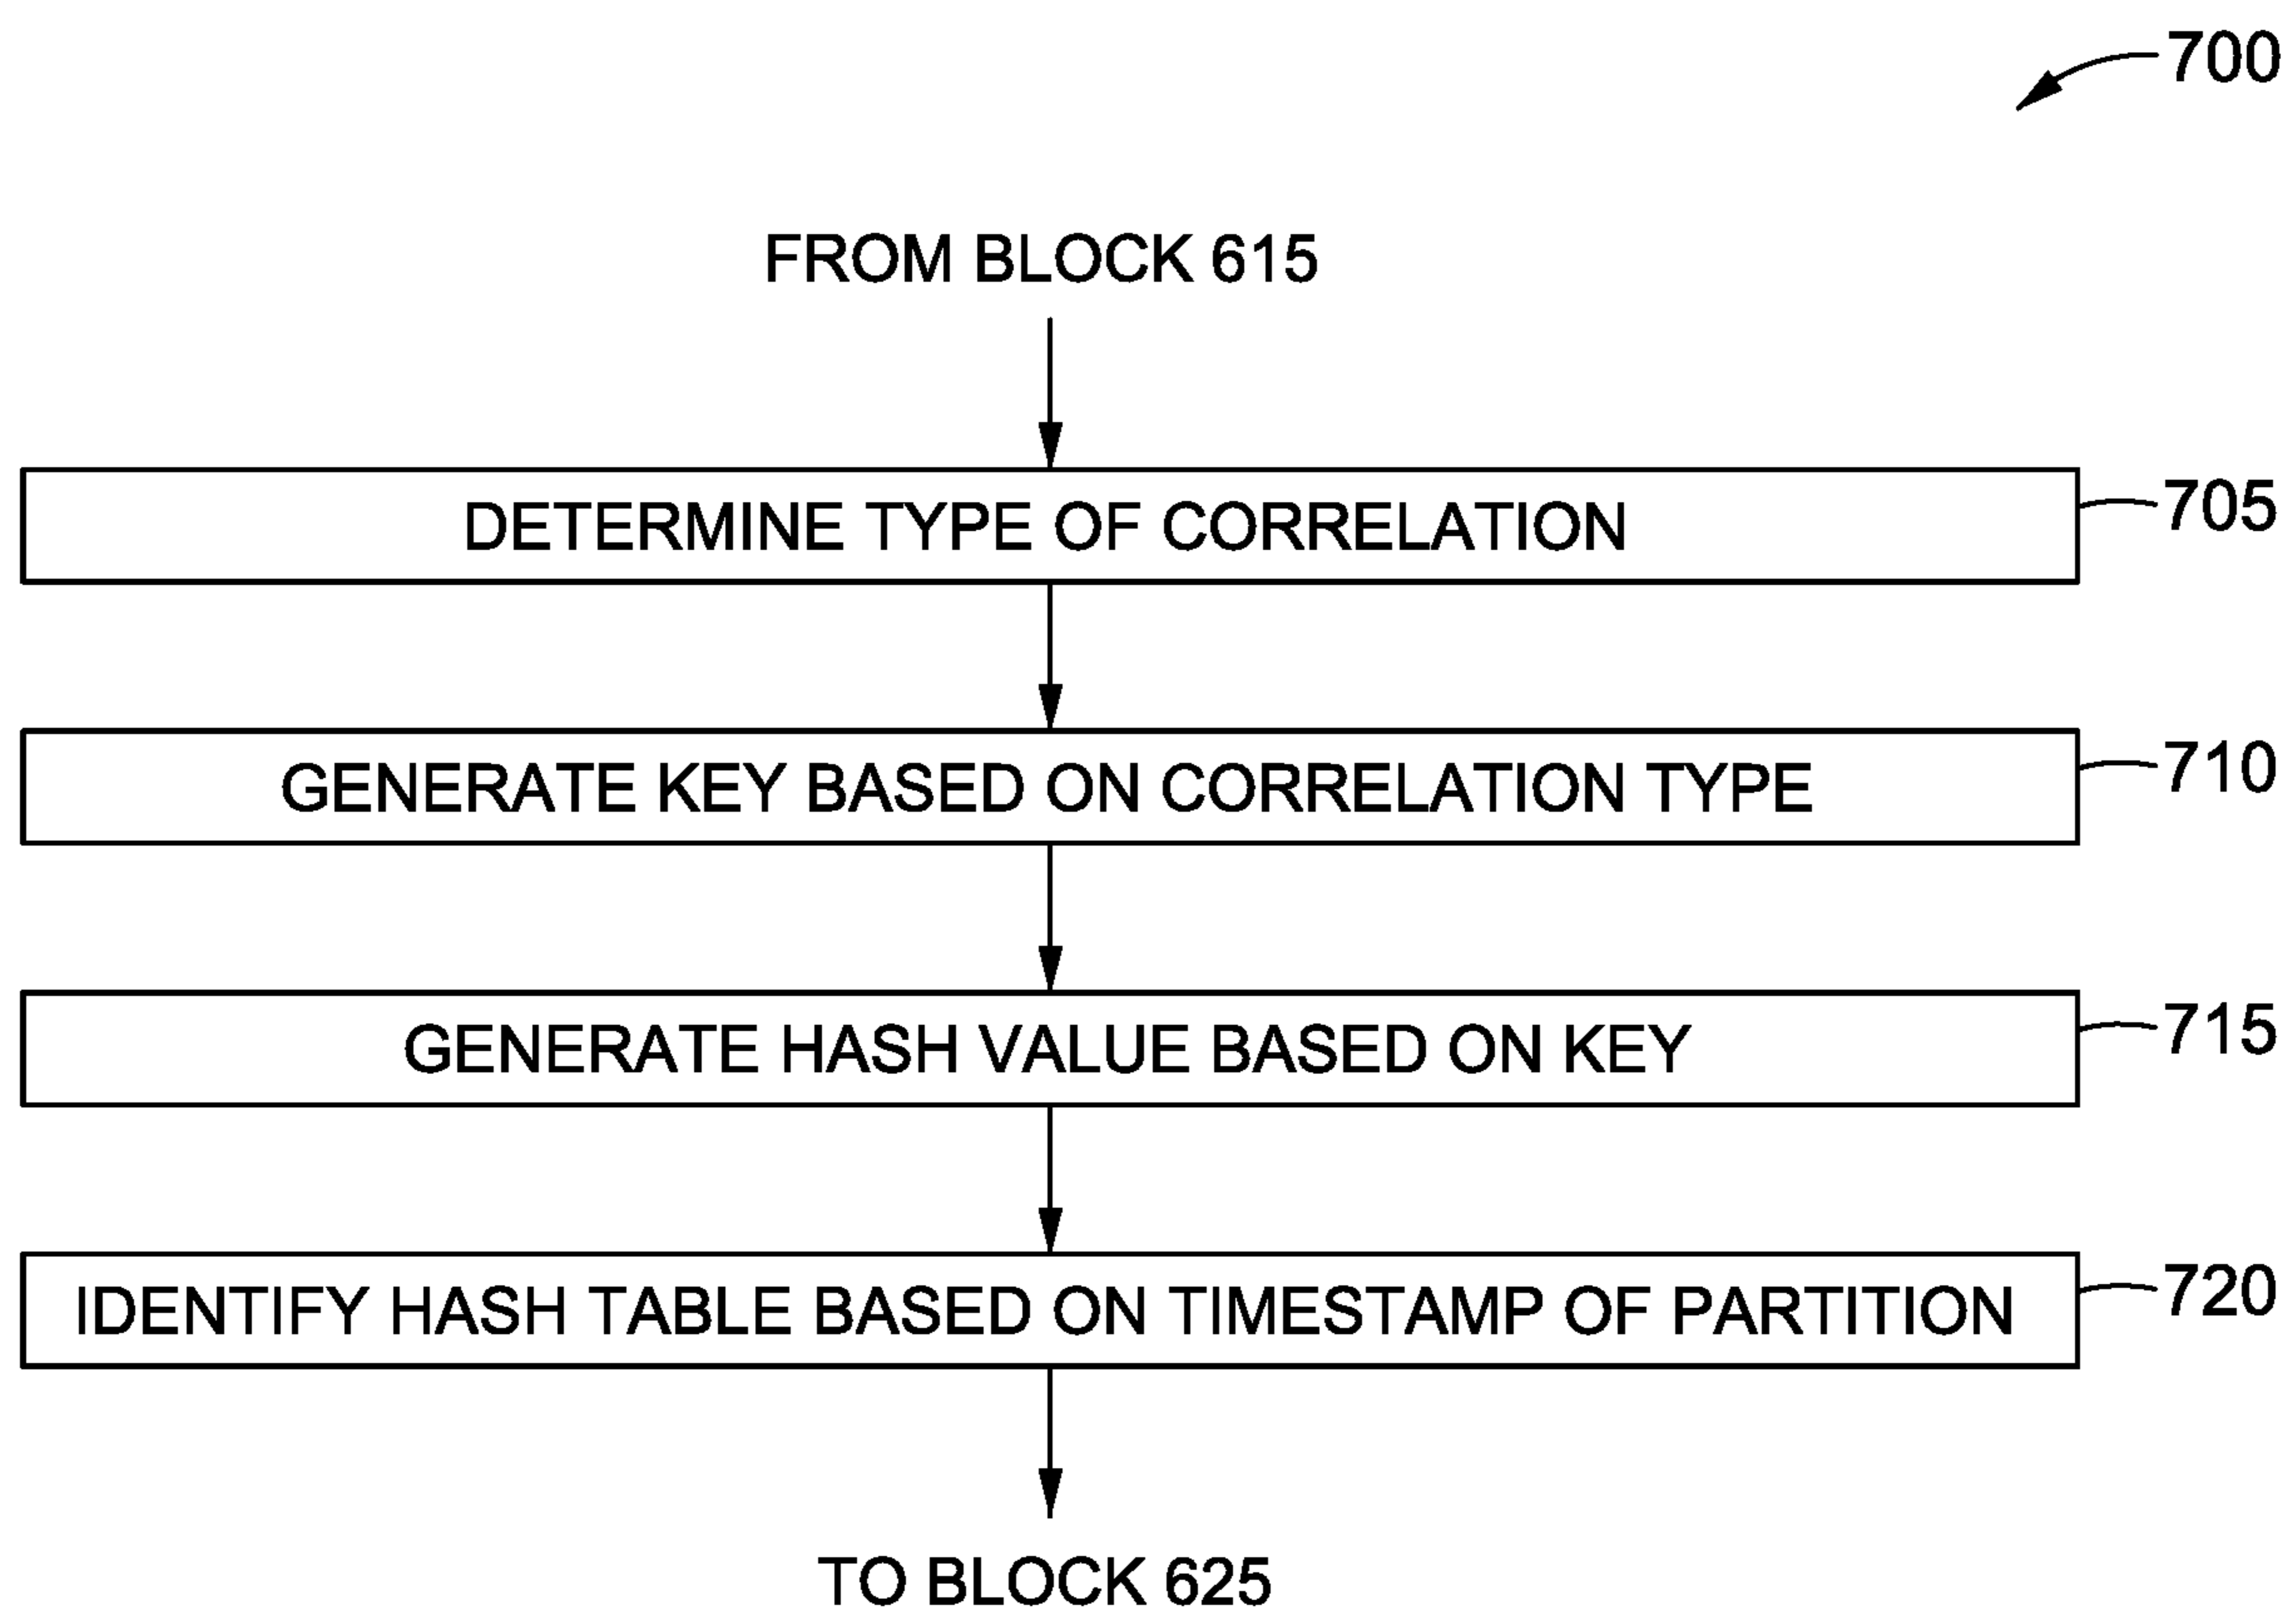 700
FROM BLOCK 615
DETERMINE TYPE OF CORRELATION
705
GENERATE KEY BASED ON CORRELATION TYPE
710
GENERATE HASH VALUE BASED ON KEY
715
IDENTIFY HASH TABLE BASED ON TIMESTAMP OF PARTITION
720
TO BLOCK 625